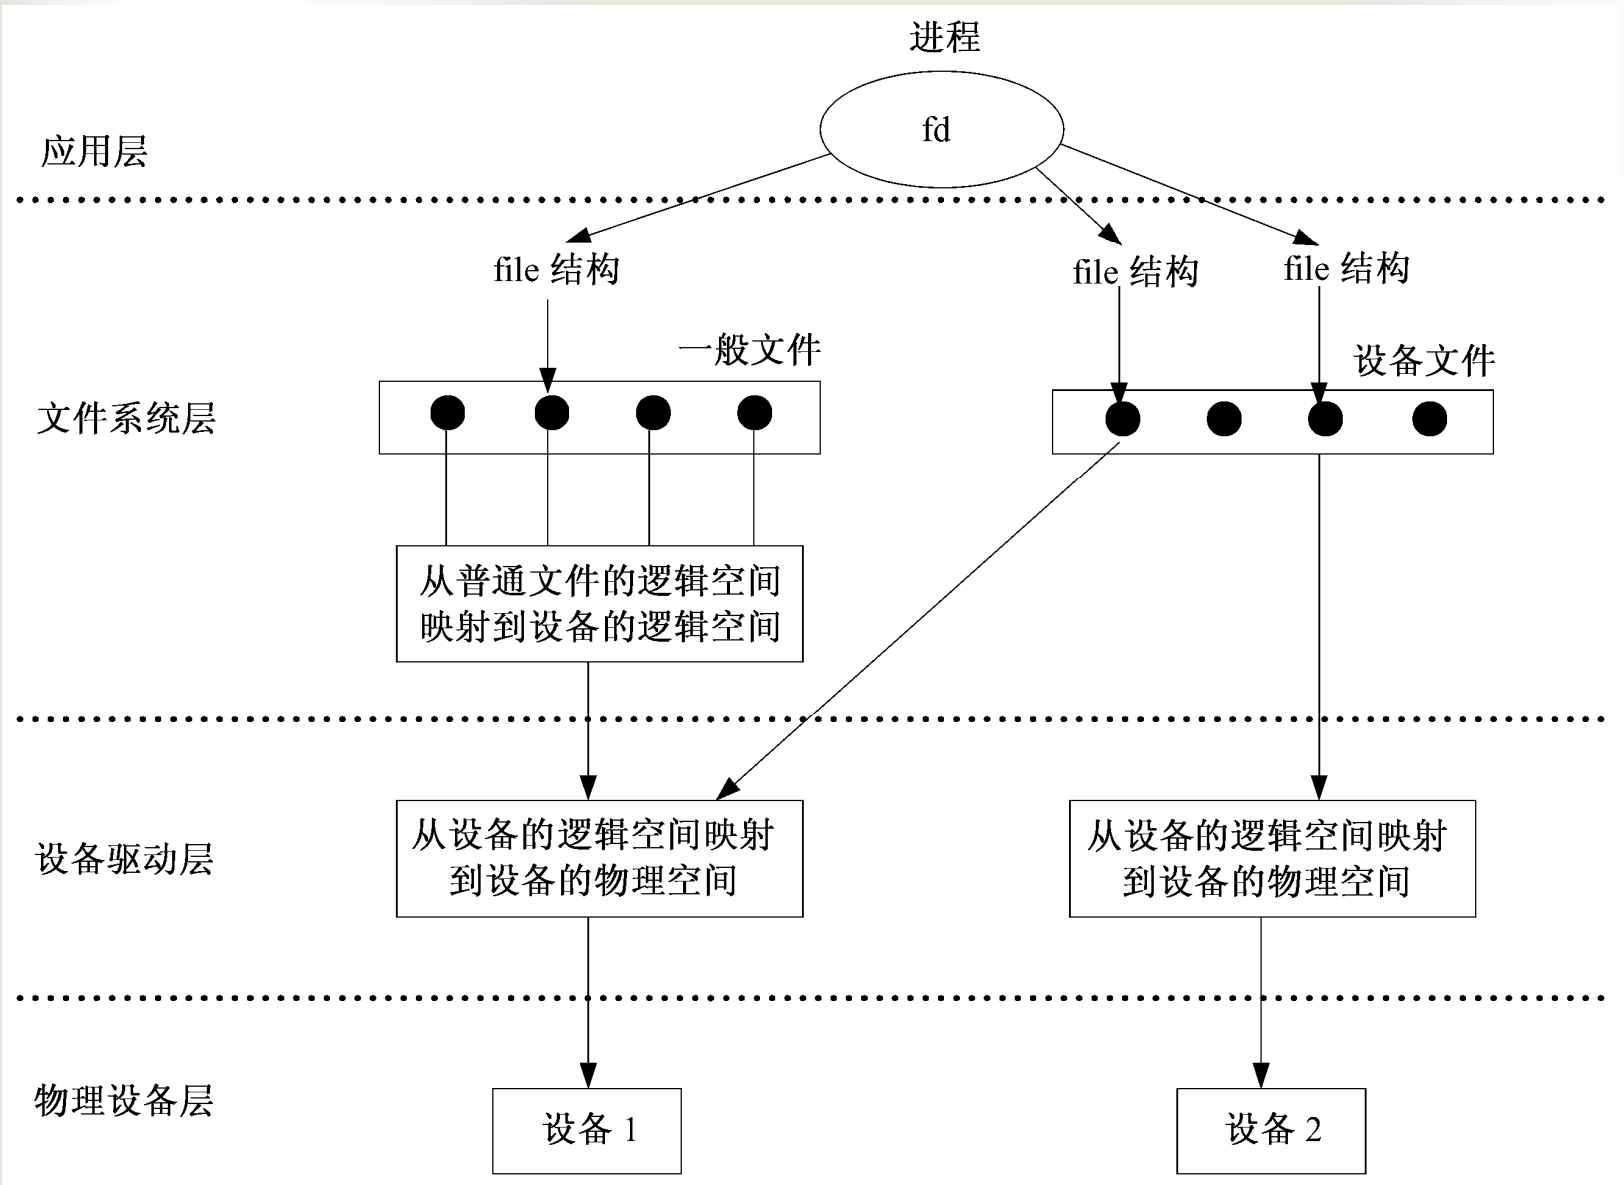 进程
fd
应用层
file 结构
file 结构
file 结构
一般文件
设备文件
文件系统层
从普通文件的逻辑空间
映射到设备的逻辑空间
设备驱动层
从设备的逻辑空间映射
到设备的物理空间
从设备的逻辑空间映射
到设备的物理空间
物理设备层
设备 1
设备 2